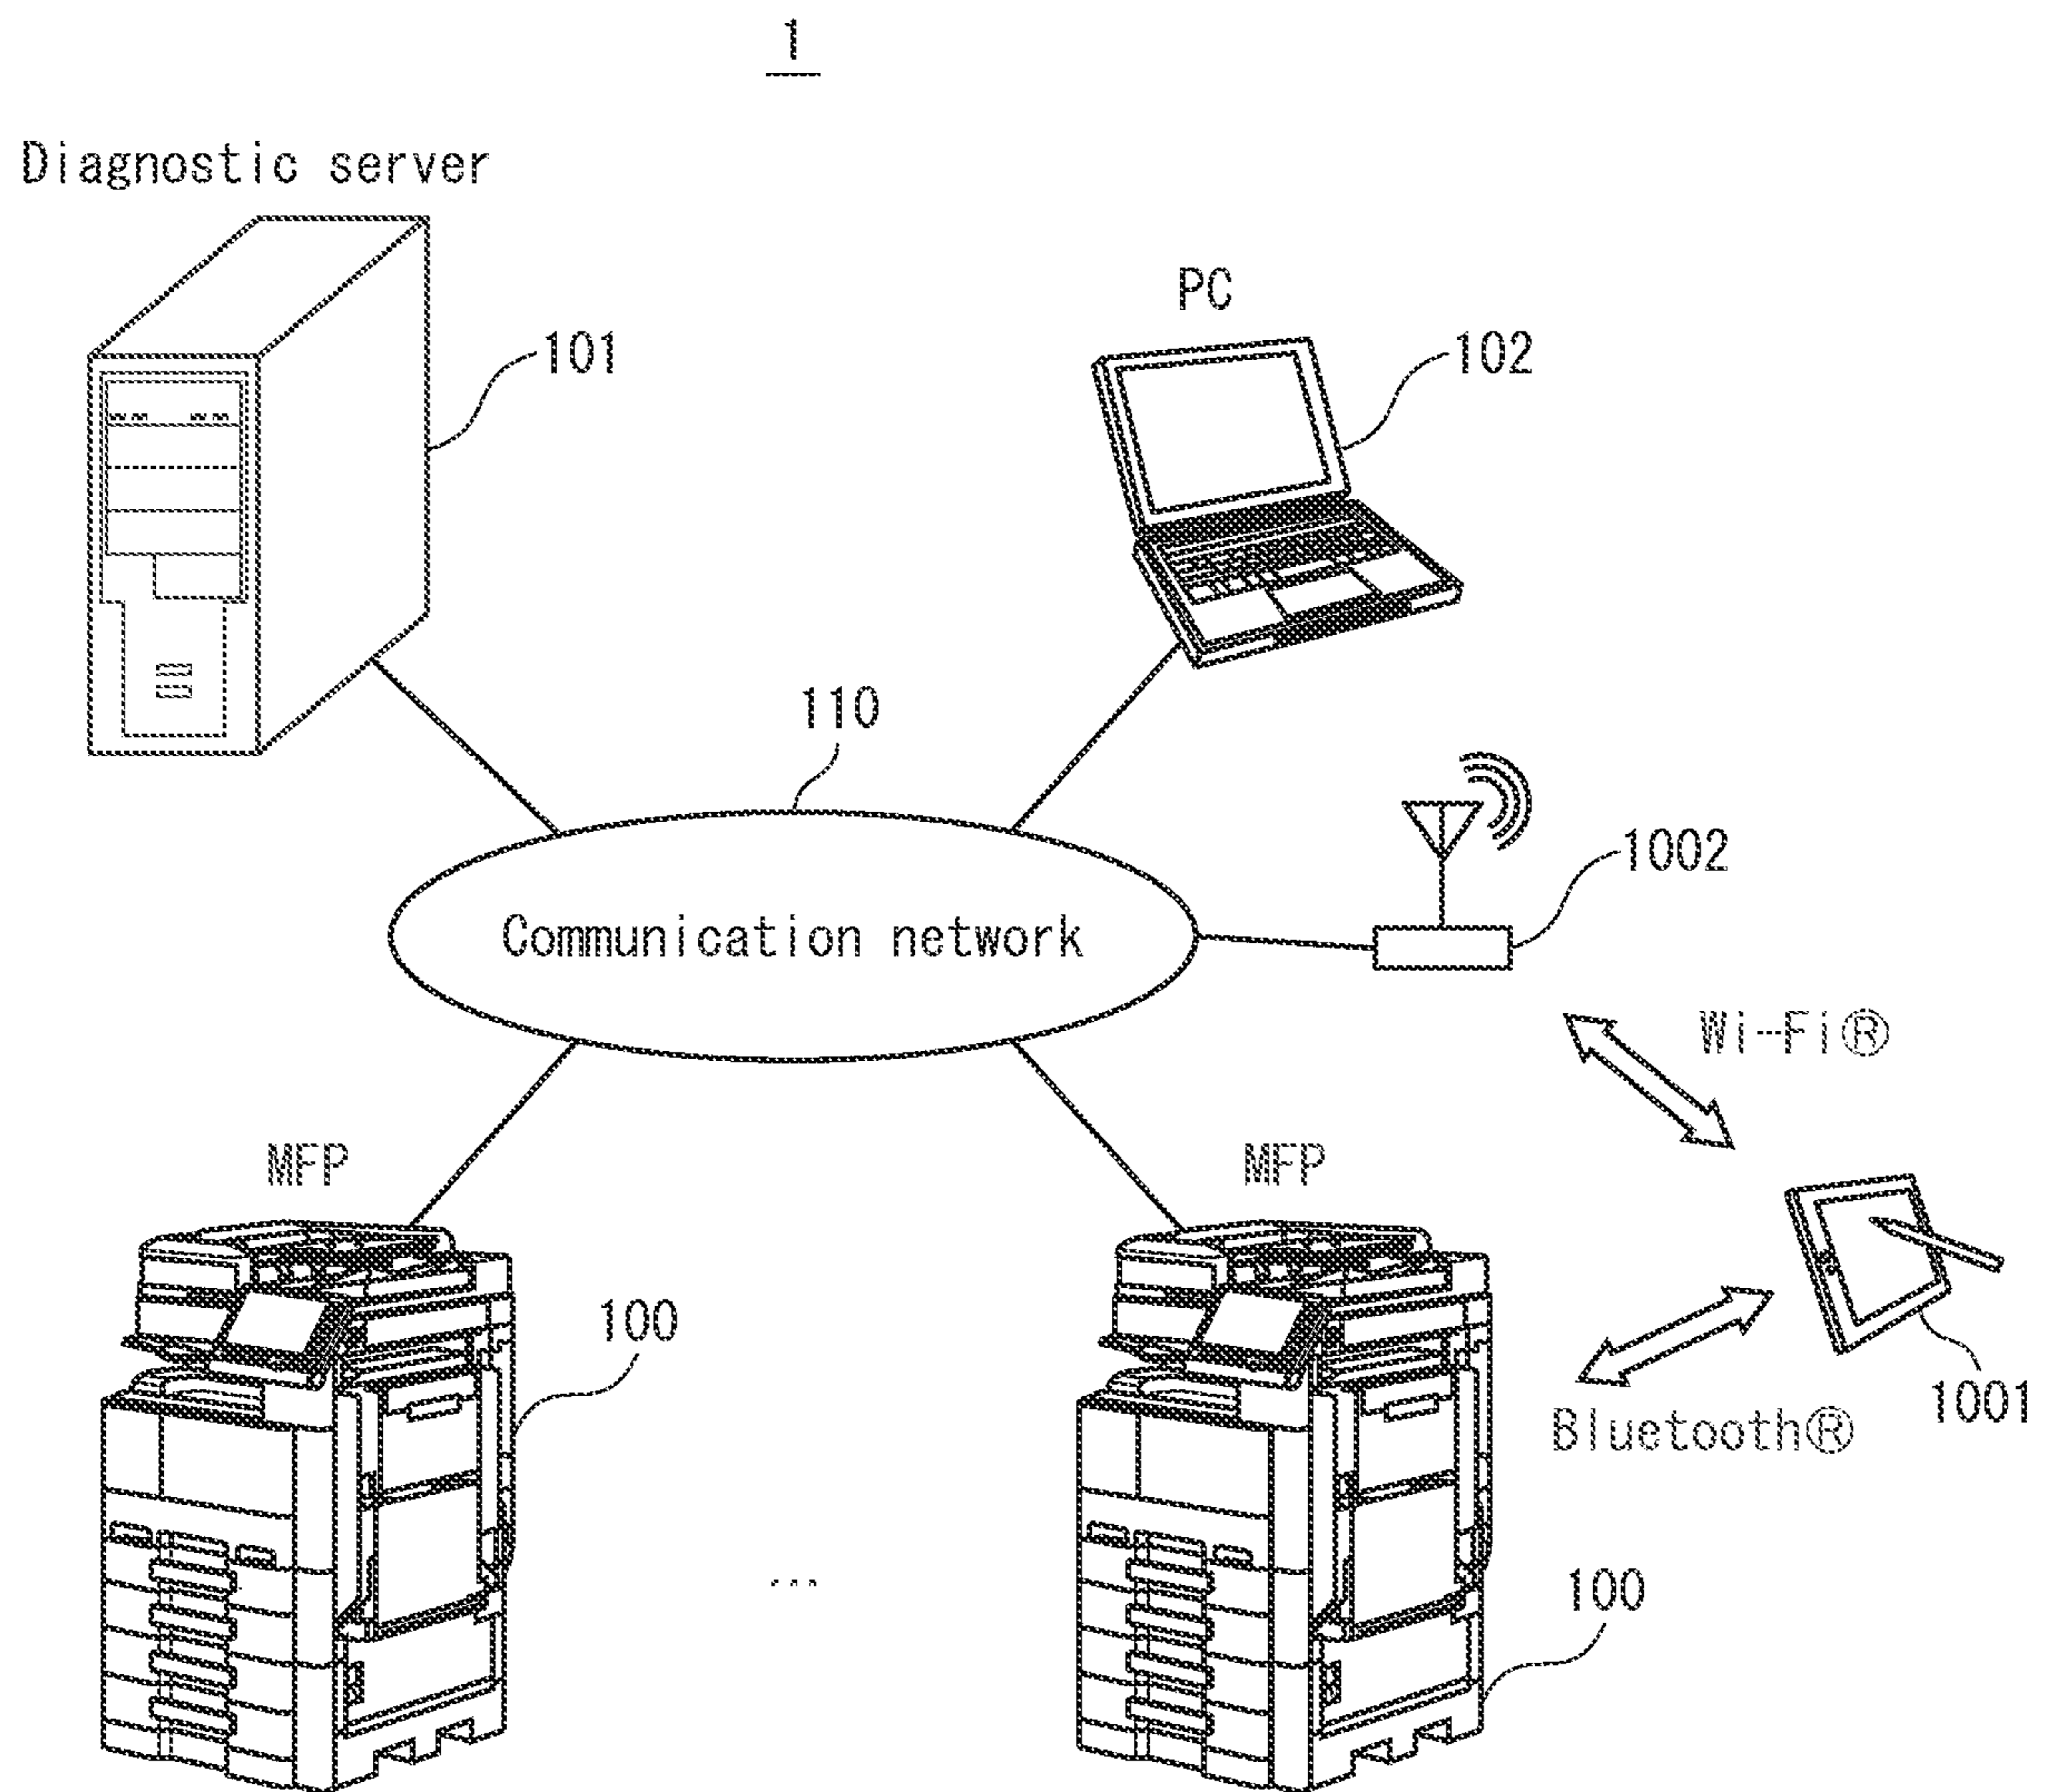 1
Diagnostic server
101
PC
102
110
1002
Communication network
Wi-Fi®
MFP
MFP
100
1001
Bluetooth®
...
100